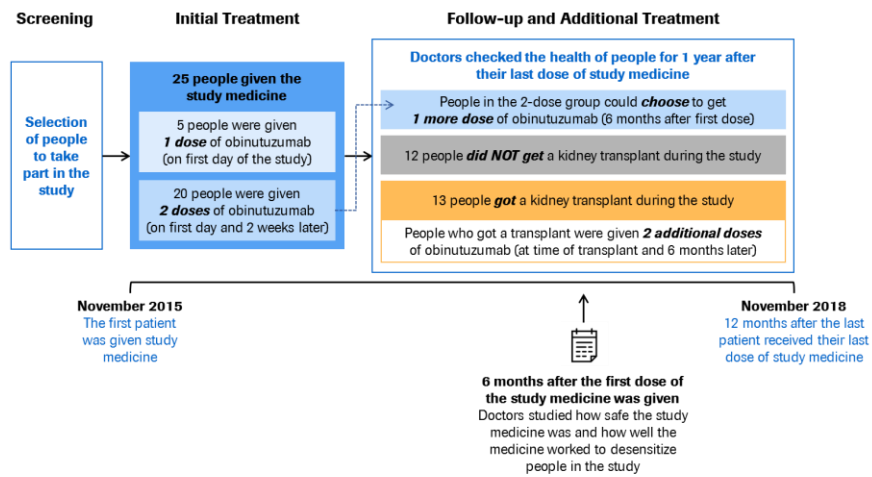 Screening
Initial Treatment
Follow-up and Additional Treatment
Selection
of people
to take
part in the
study
25 people given the
study medicine
5 people were given
1 dose of obinutuzumab
(on first day of the study)
20 people were given
2 doses of obinutuzumab
(on first day and 2 weeks later)
Doctors checked the health of people for 1 year after
their last dose of study medicine
People in the 2-dose group could choose to get
1 more dose of obinutuzumab (6 months after first dose)
12 people did NOT get a kidney transplant during the study
13 people got a kidney transplant during the study
People who got a transplant were given 2 additional doses
of obinutuzumab (at time of transplant and 6 months later)
November 2015
The first patient
was given study
medicine
November 2018
12 months after the last
patient received their last
dose of study medicine
6 months after the first dose of
the study medicine was given
Doctors studied how safe the study
medicine was and how well the
medicine worked to desensitize
people in the study